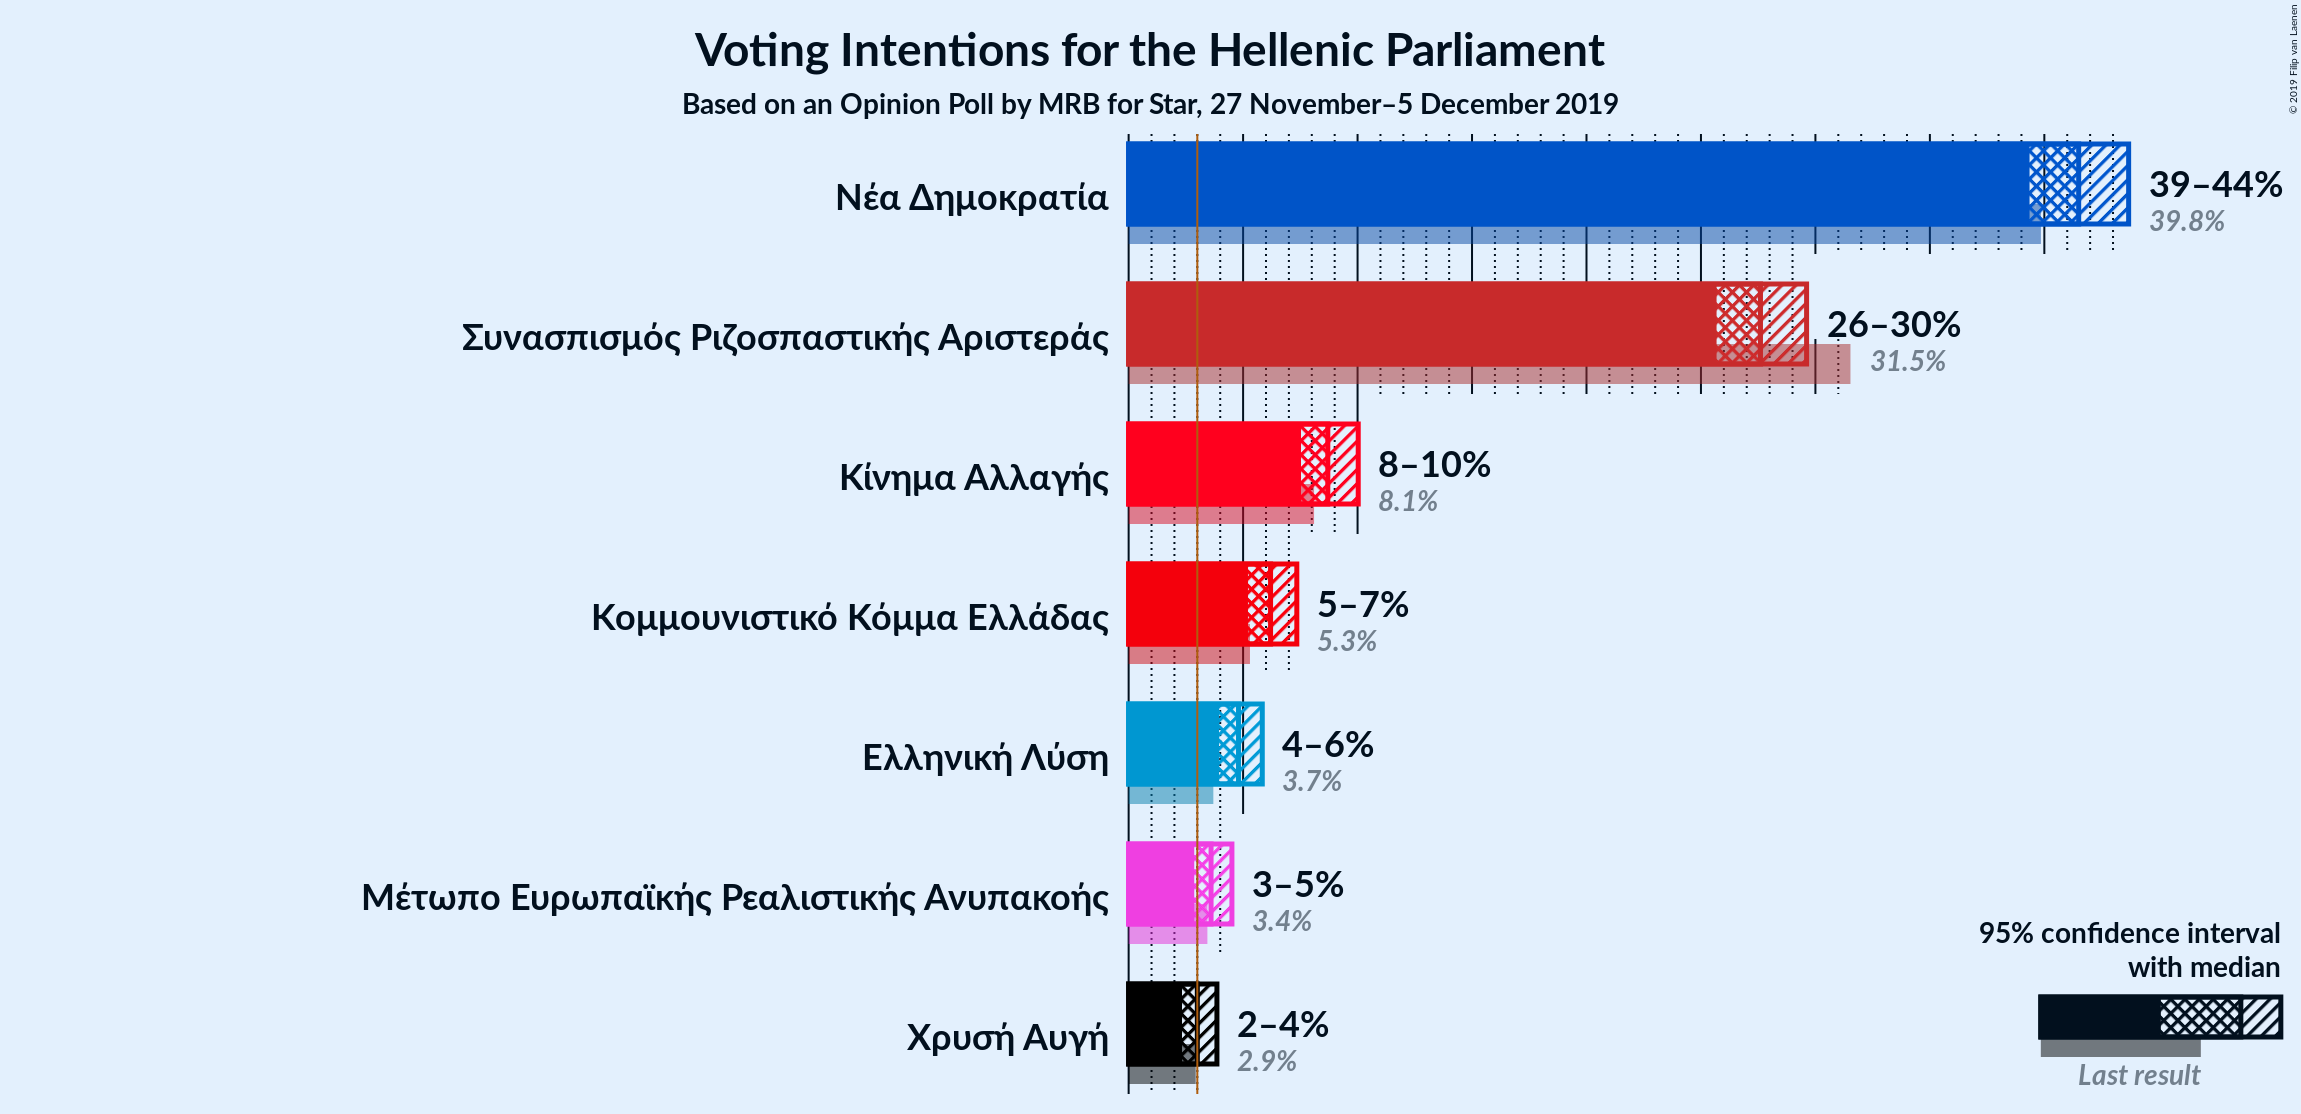 Voting Intentions for the Hellenic Parliament
Based on an Opinion Poll by MRB for Star, 27 November–5 December 2019
© 2019 Filip van Laenen
Νέα Δημοκρατία
39–44%
39.8%
Συνασπισμός Ριζοσπαστικής Αριστεράς
26–30%
31.5%
Κίνημα Αλλαγής
8–10%
8.1%
Κομμουνιστικό Κόμμα Ελλάδας
5–7%
5.3%
Ελληνική Λύση
4–6%
3.7%
Μέτωπο Ευρωπαϊκής Ρεαλιστικής Ανυπακοής
3–5%
3.4%
Χρυσή Αυγή
2–4%
2.9%
95% confidence interval
with median
Last result